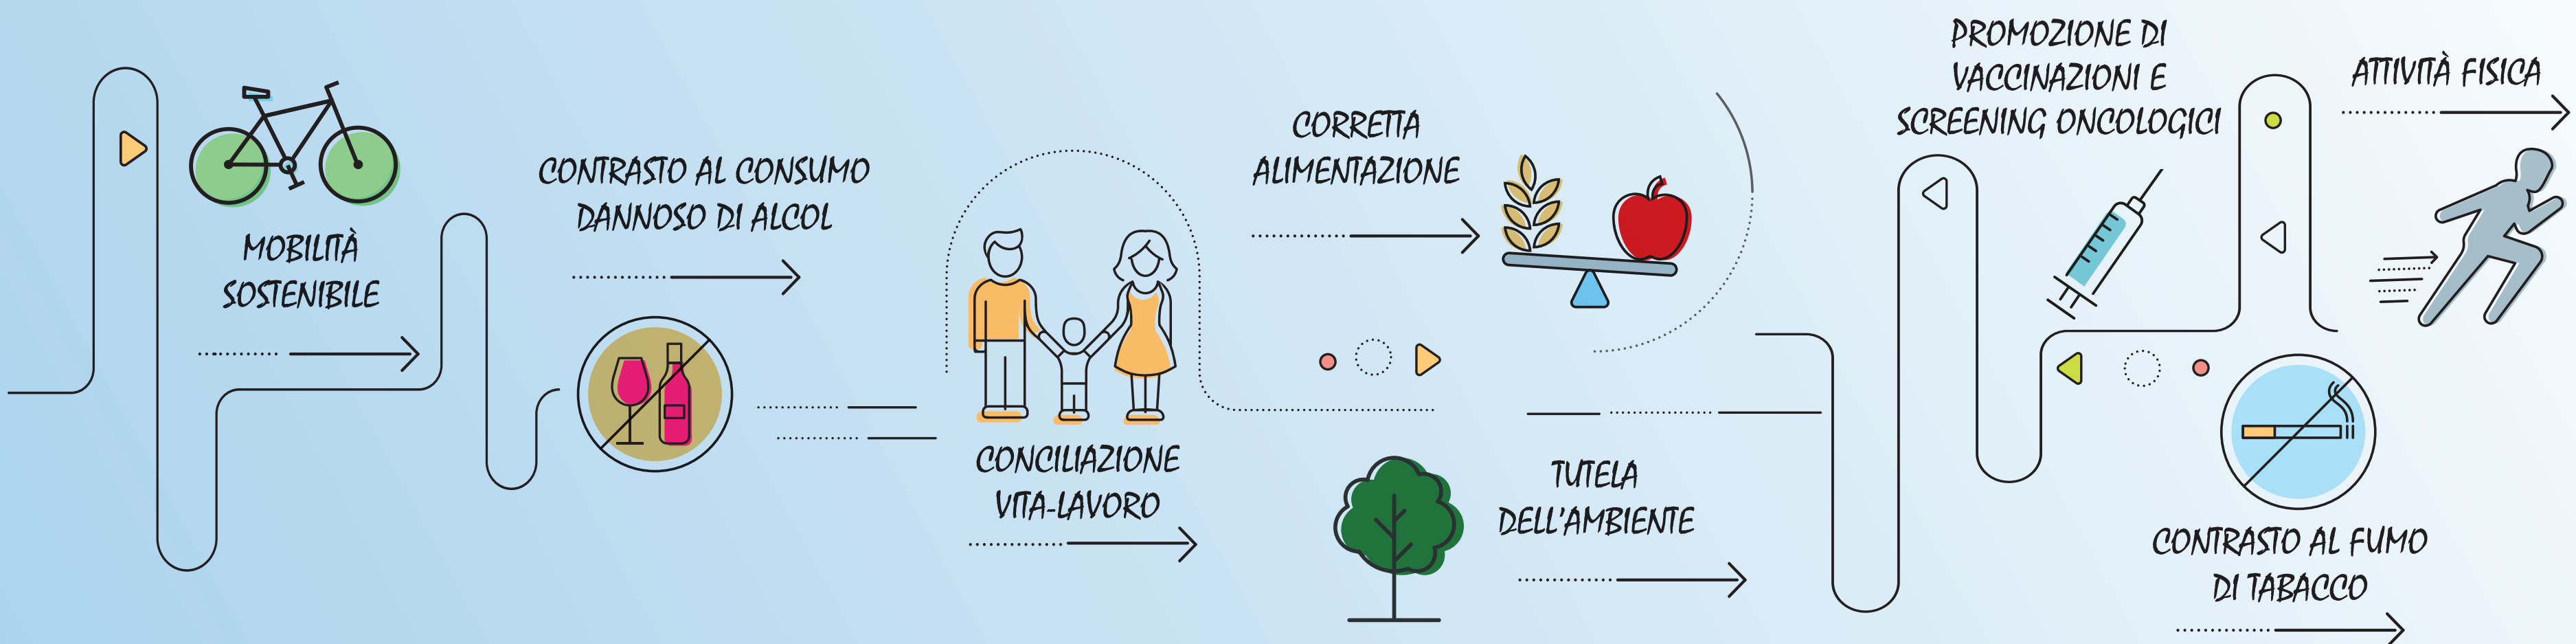 MOBILITÀ
SOSTENIBILE
CONTRASTO AL CONSUMO
DANNOSO DI ALCOL
CONCILIAZIONE
VITA-LAVORO
CORRETTA
ALIMENTAZIONE
TUTELA
DELL'AMBIENTE
PROMOZIONE DI
VACCINAZIONI E
SCREENING ONCOLOGICI
ATTIVITÀ FISICA
CONTRASTO AL FUMO
DI TABACCO